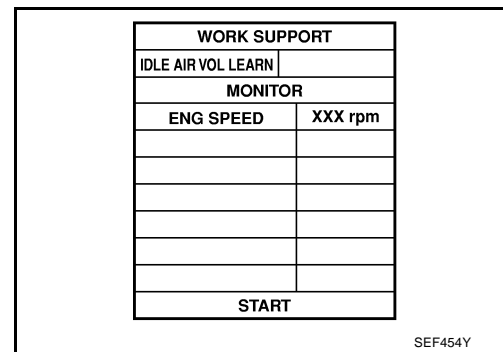 WORK SUPPORT
IDLE AIR VOL LEARN
MONITOR
ENG SPEED XXX rpm
START
SEF454Y